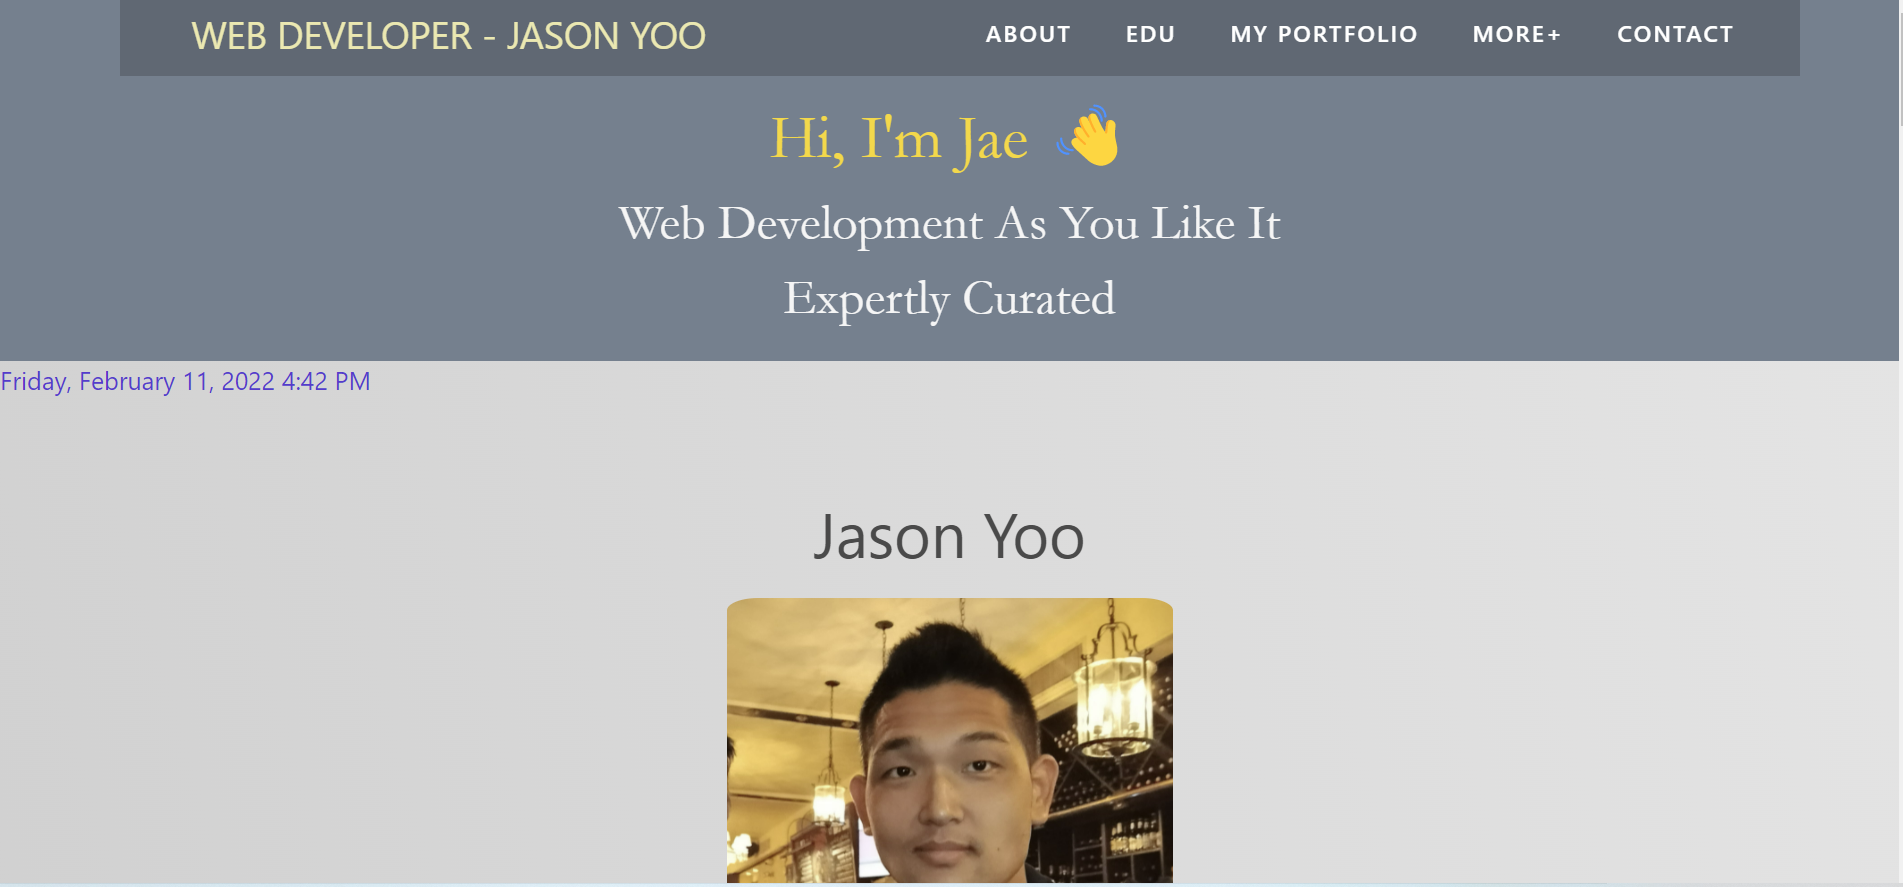 WEB DEVELOPER - JASON YOO
ABOUT EDU MY PORTFOLIO MORE+ CONTACT
Hi, I'm Jae 👋
Web Development As You Like It
Expertly Curated
Friday, February 11, 2022 4:42 PM
Jason Yoo